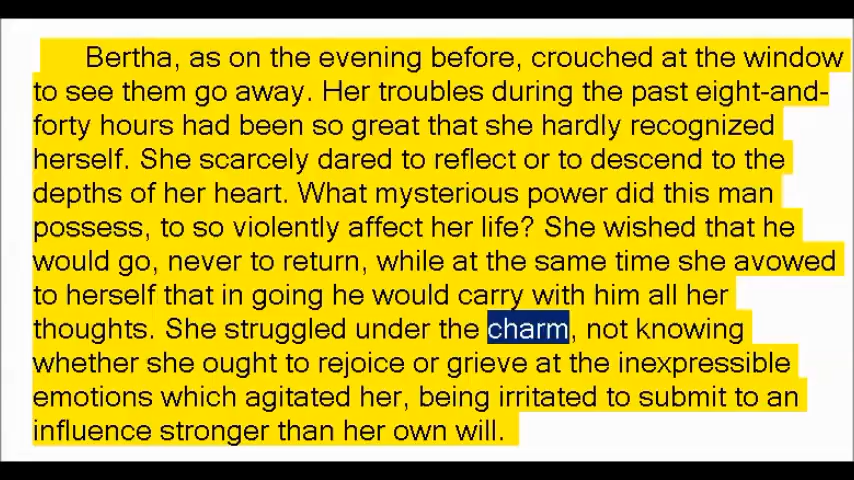 Bertha, as on the evening before, crouched at the window
to see them go away. Her troubles during the past eight-and-
forty hours had been so great that she hardly recognized
herself. She scarcely dared to reflect or to descend to the
depths of her heart. What mysterious power did this man
possess, to so violently affect her life? She wished that he
would go, never to return, while at the same time she avowed
to herself that in going he would carry with him all her
thoughts. She struggled under the charm, not knowing
whether she ought to rejoice or grieve at the inexpressible
emotions which agitated her, being irritated to submit to an
influence stronger than her own will.